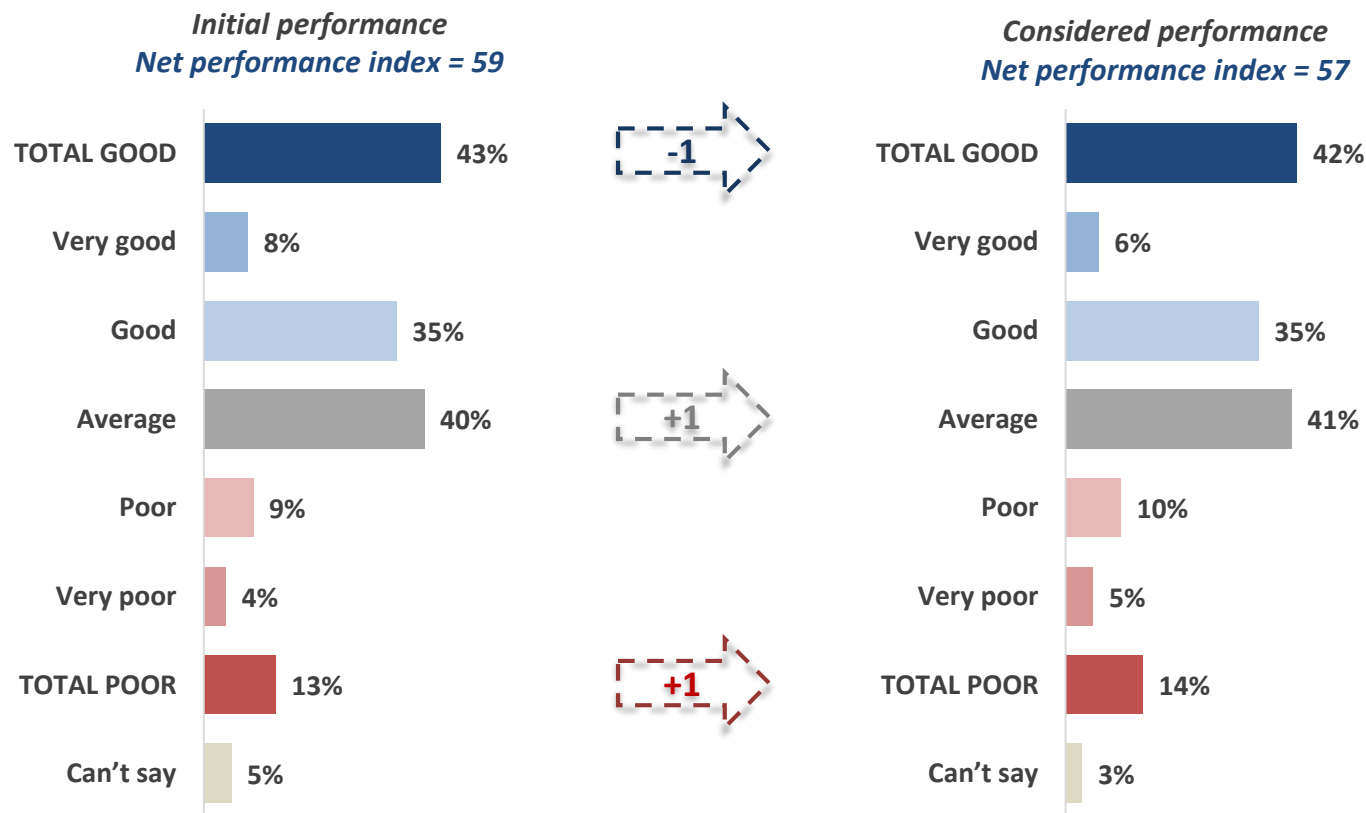 Initial performance
Net performance index = 59
TOTAL GOOD 43%
Very good 8%
Good 35%
Average 40%
Poor 9%
Very poor 4%
TOTAL POOR 13%
Can’t say 5%
-1
+1
+1
Considered performance
Net performance index = 57
TOTAL GOOD 42%
Very good 6%
Good 35%
Average 41%
Poor 10%
Very poor 5%
TOTAL POOR 14%
Can’t say 3%